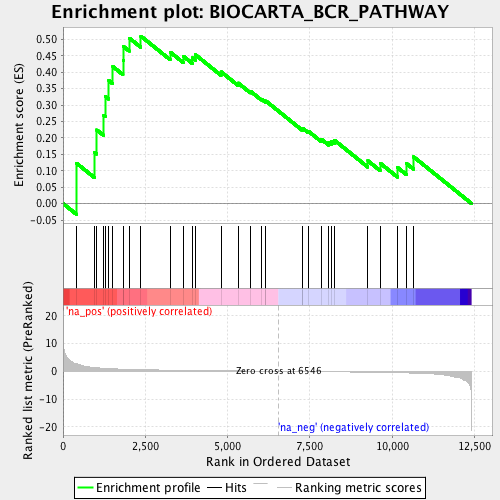 Enrichment plot: BIOCARTA_BCR_PATHWAY
Enrichment score (ES)
0.50
0.45
0.40
0.35
0.30
0.25
0.20
0.15
0.10
0.05
0.00
-0.05
'na_pos' (positively correlated)
Ranked list metric (PreRanked)
20
10
0
-10
-20
Zero cross at 6546
'na_neg' (negatively correlated)
0
2,500
5,000
7,500
10,000
12,500
Rank in Ordered Dataset
Enrichment profile
Hits
Ranking metric scores